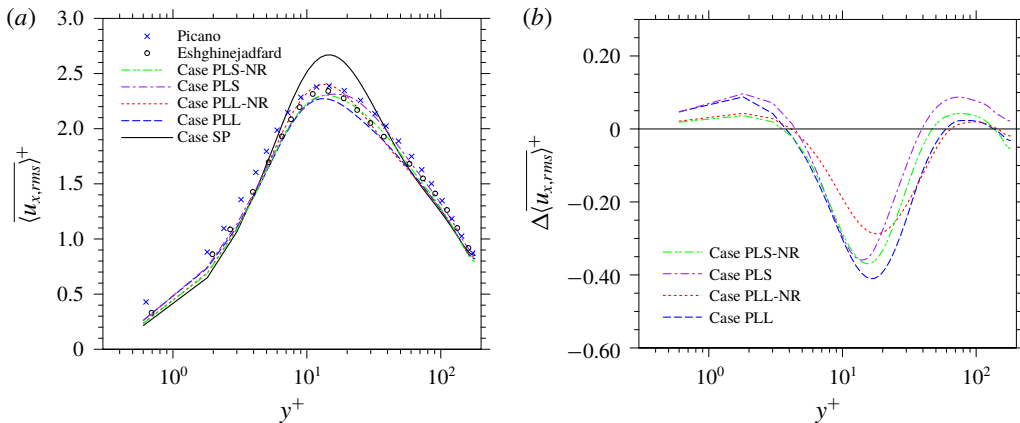 (a)
3.0
2.5
2.0
1.5
1.0
0.5
0
⟨u_{x,rms}⟩^+
Picano
Eshghinejadfard
Case PLS-NR
Case PLS
Case PLL-NR
Case PLL
Case SP
10^0
10^1
10^2
y^+
(b)
0.20
0
−0.20
−0.40
−0.60
Δ⟨u_{x,rms}⟩^+
Case PLS-NR
Case PLS
Case PLL-NR
Case PLL
10^0
10^1
10^2
y^+